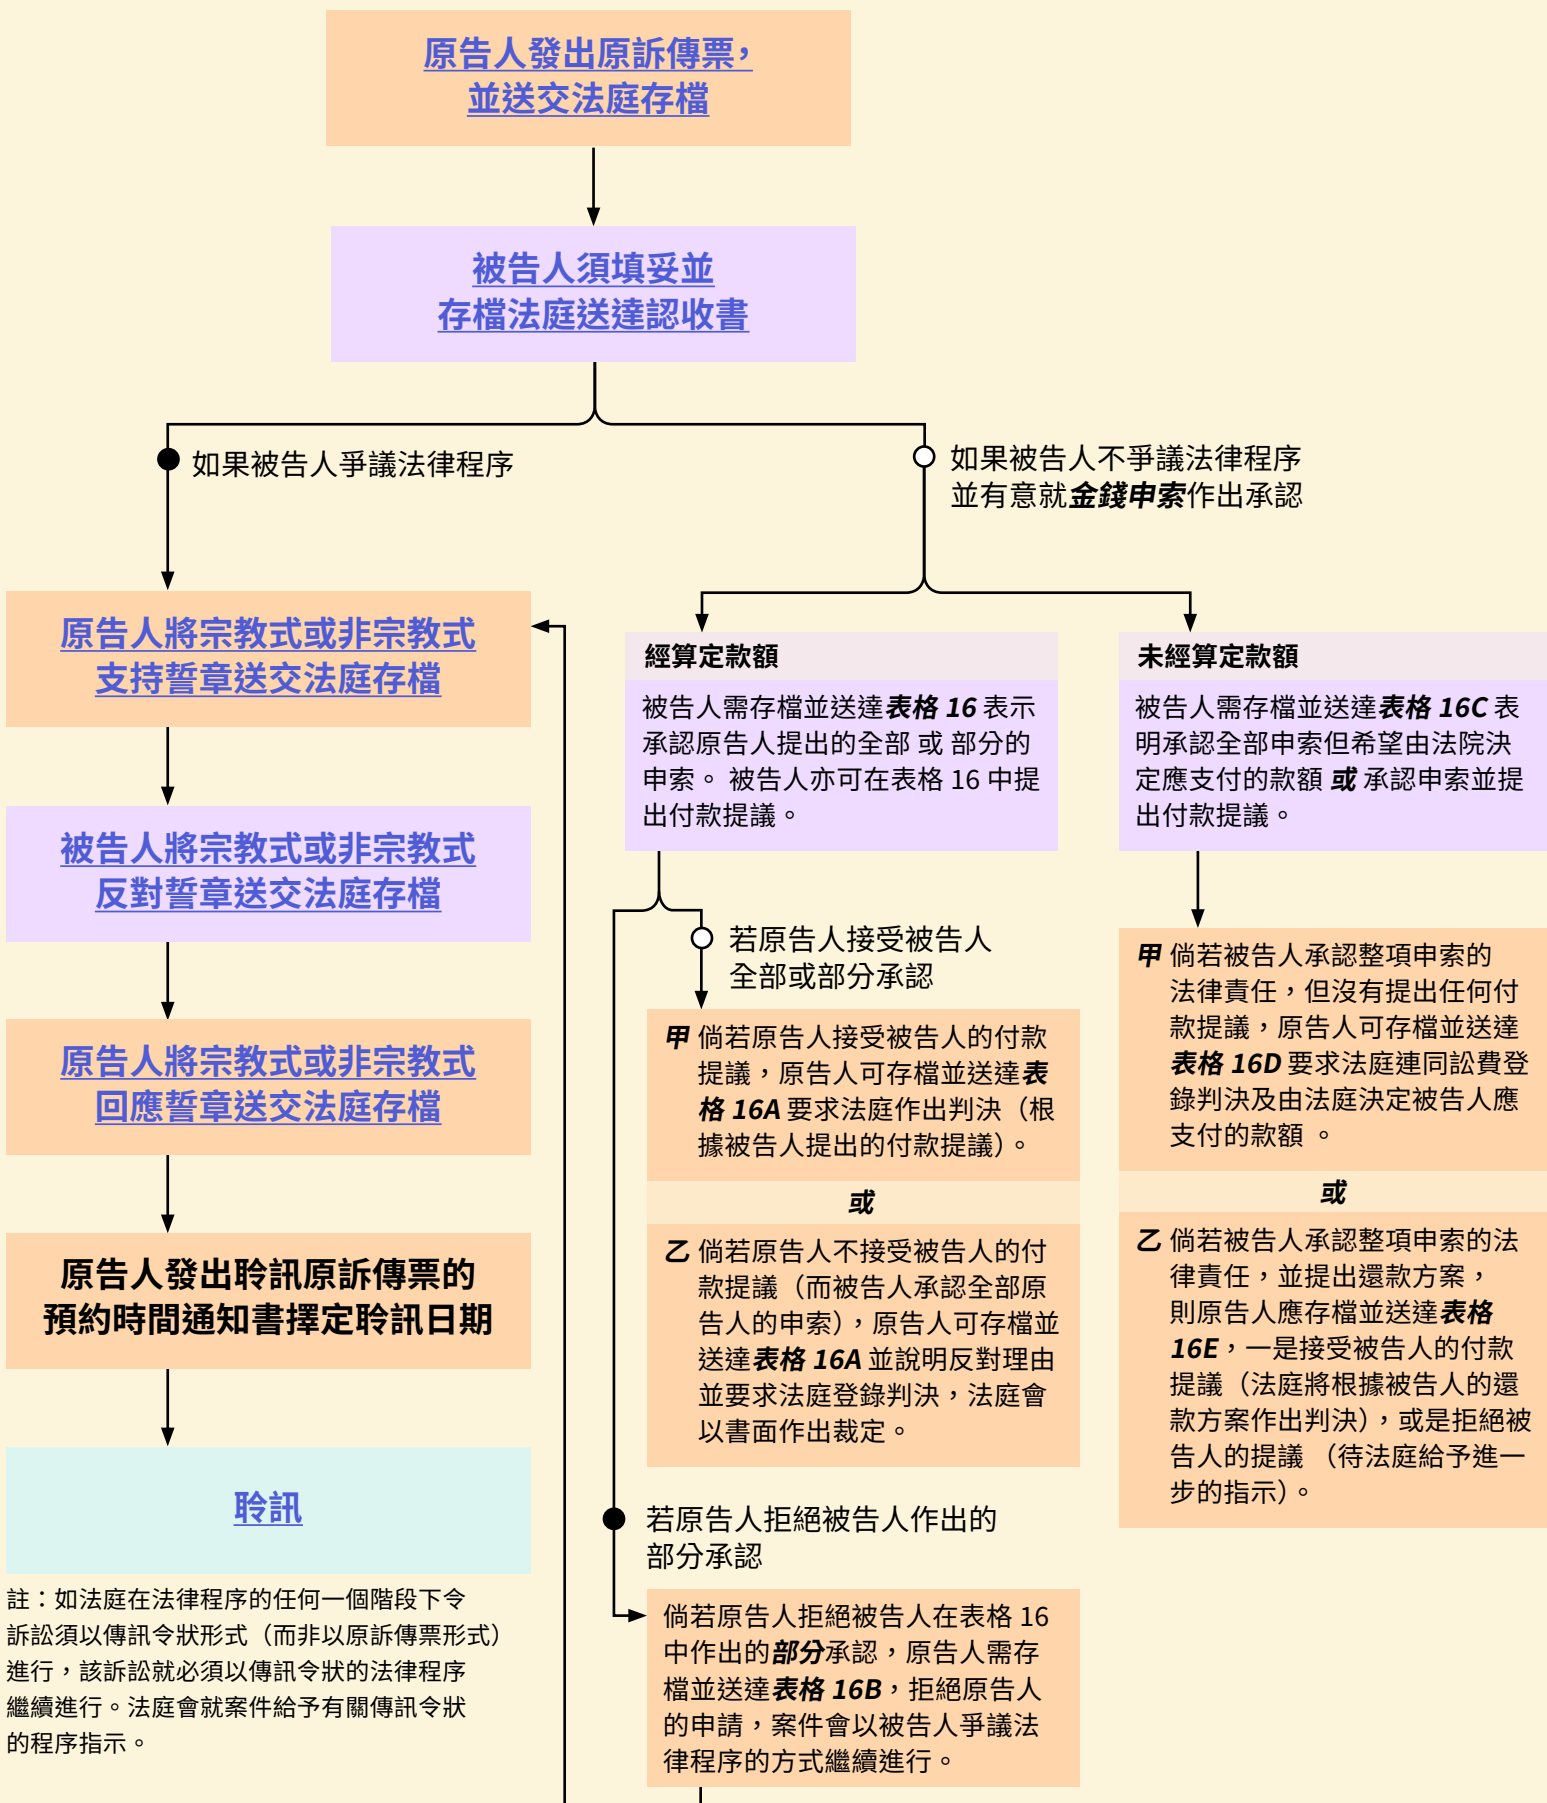 原告人發出原訴傳票，
並送交法庭存檔
被告人須填妥並
存檔法庭送達認收書
如果被告人爭議法律程序
如果被告人不爭議法律程序
並有意就金錢申索作出承認
原告人將宗教式或非宗教式
支持誓章送交法庭存檔
被告人將宗教式或非宗教式
反對誓章送交法庭存檔
原告人將宗教式或非宗教式
回應誓章送交法庭存檔
原告人發出聆訊原訴傳票的
預約時間通知書擇定聆訊日期
聆訊
註：如法庭在法律程序的任何一個階段下令
訴訟須以傳訊令狀形式（而非以原訴傳票形式）
進行，該訴訟就必須以傳訊令狀的法律程序
繼續進行。法庭會就案件給予有關傳訊令狀
的程序指示。
經算定款額
被告人需存檔並送達表格 16 表示
承認原告人提出的全部 或 部分的
申索。 被告人亦可在表格 16 中提
出付款提議。
若原告人接受被告人
全部或部分承認
甲 倘若原告人接受被告人的付款
提議，原告人可存檔並送達表
格 16A 要求法庭作出判決（根
據被告人提出的付款提議）。
或
乙 倘若原告人不接受被告人的付
款提議（而被告人承認全部原
告人的申索），原告人可存檔並
送達表格 16A 並說明反對理由
並要求法庭登錄判決，法庭會
以書面作出裁定。
若原告人拒絕被告人作出的
部分承認
倘若原告人拒絕被告人在表格 16
中作出的部分承認，原告人需存
檔並送達表格 16B，拒絕原告人
的申請，案件會以被告人爭議法
律程序的方式繼續進行。
未經算定款額
被告人需存檔並送達表格 16C 表
明承認全部申索但希望由法院決
定應支付的款額 或 承認申索並提
出付款提議。
甲 倘若被告人承認整項申索的
法律責任，但沒有提出任何付
款提議，原告人可存檔並送達
表格 16D 要求法庭連同訟費登
錄判決及由法庭決定被告人應
支付的款額 。
或
乙 倘若被告人承認整項申索的法
律責任，並提出還款方案，
則原告人應存檔並送達表格
16E，一是接受被告人的付款
提議（法庭將根據被告人的還
款方案作出判決），或是拒絕被
告人的提議 （待法庭給予進一
步的指示）。